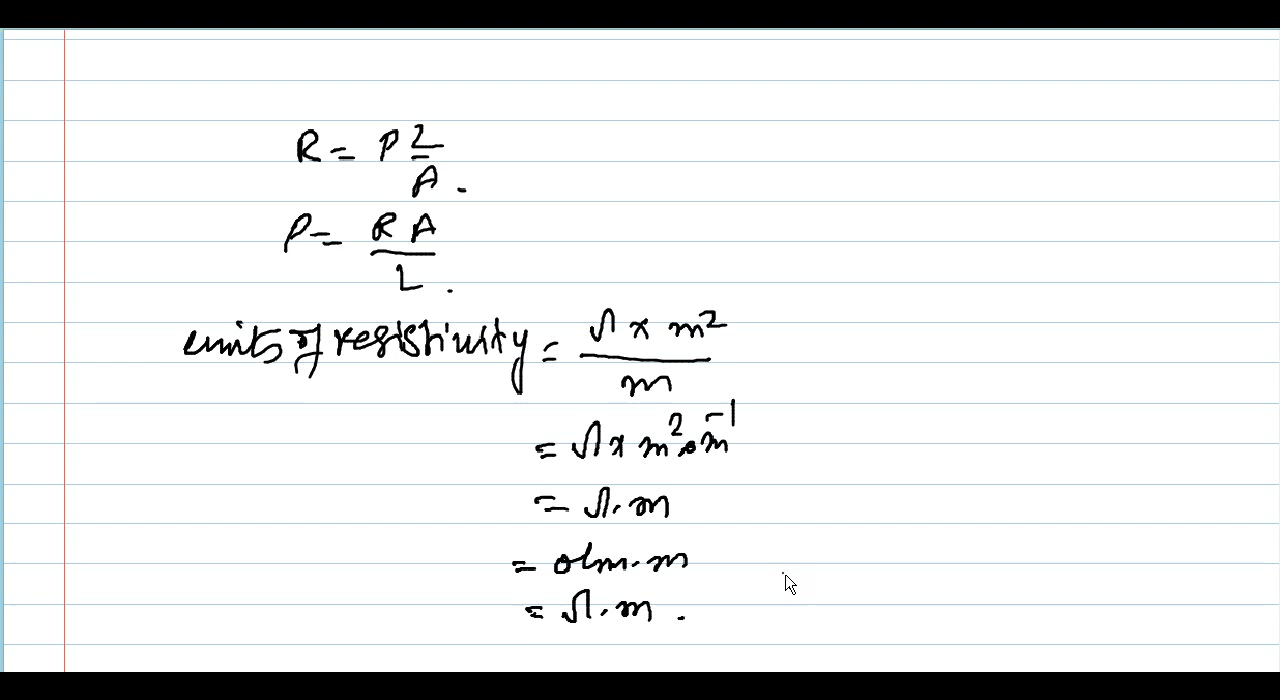 R = ρ L/A .
ρ = RA/L .
units of resistivity = Ω x m²/m
= Ω x m² . m⁻¹
= Ω . m
= ohm . m
= Ω . m .